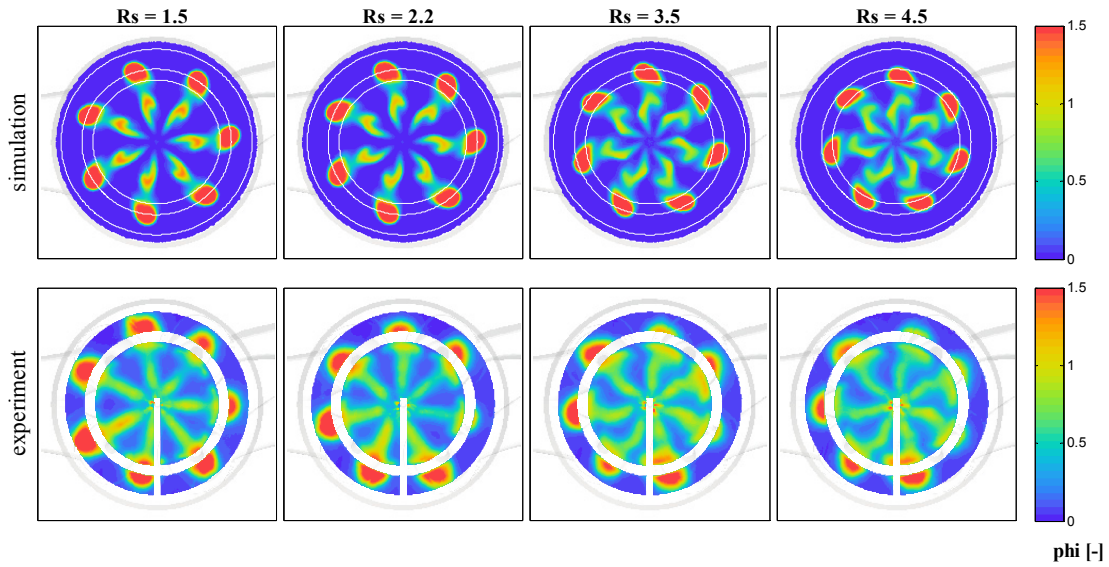 Rs = 1.5 Rs = 2.2 Rs = 3.5 Rs = 4.5
simulation
1.5
1
0.5
0
experiment
1.5
1
0.5
0
phi [-]